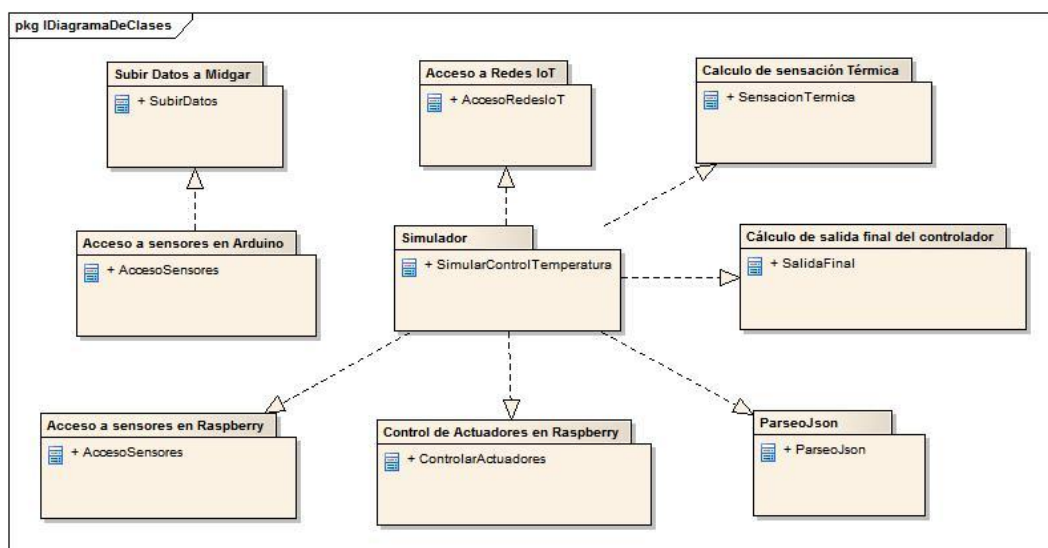 pkg IDiagramaDeClases
Subir Datos a Midgar
+ SubirDatos
Acceso a Redes IoT
+ AccesoRedesIoT
Calculo de sensación Térmica
+ SensacionTermica
Acceso a sensores en Arduino
+ AccesoSensores
Simulador
+ SimularControlTemperatura
Cálculo de salida final del controlador
+ SalidaFinal
Acceso a sensores en Raspberry
+ AccesoSensores
Control de Actuadores en Raspberry
+ ControlarActuadores
ParseoJson
+ ParseoJson